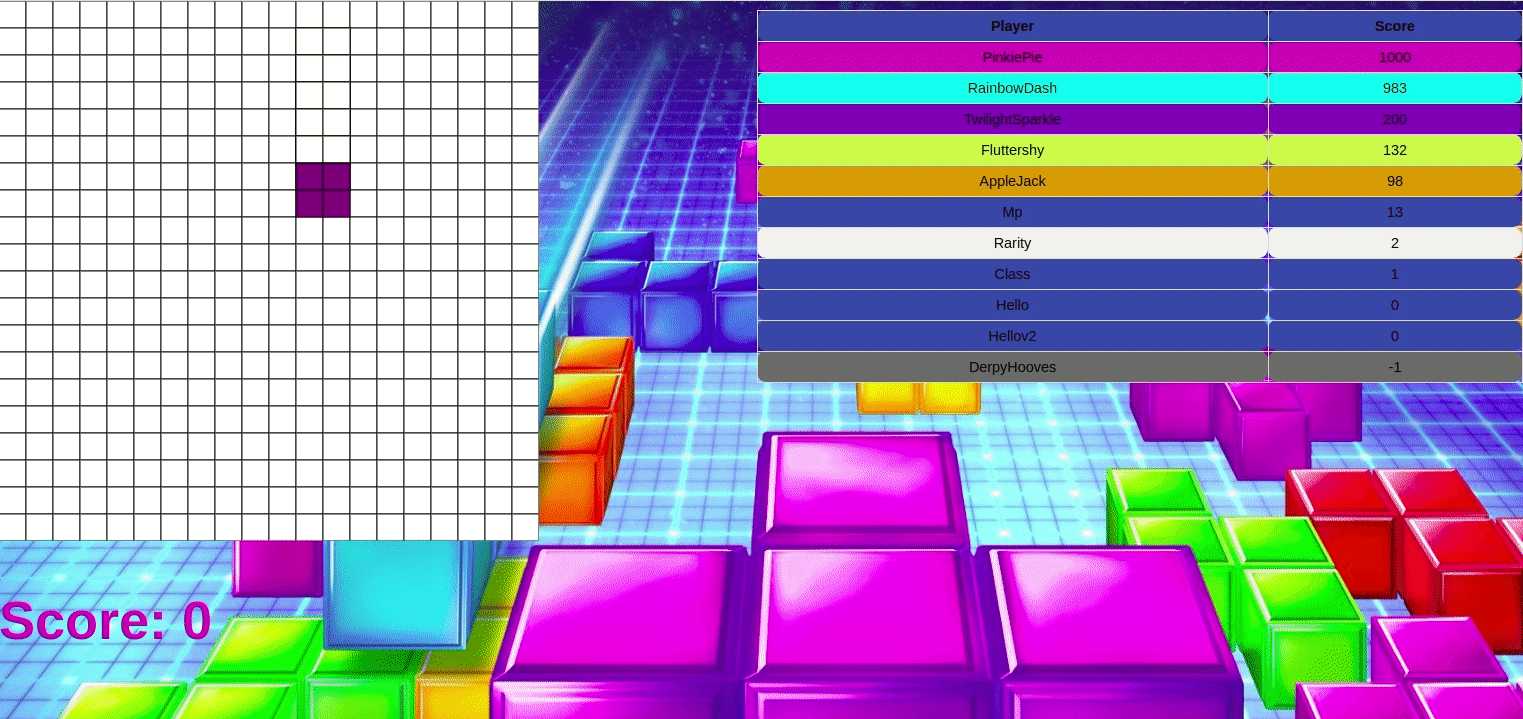 Player Score
PinkiePie 1000
RainbowDash 983
TwilightSparkle 200
Fluttershy 132
AppleJack 98
Mp 13
Rarity 2
Class 1
Hello 0
Hellov2 0
DerpyHooves -1
Score: 0